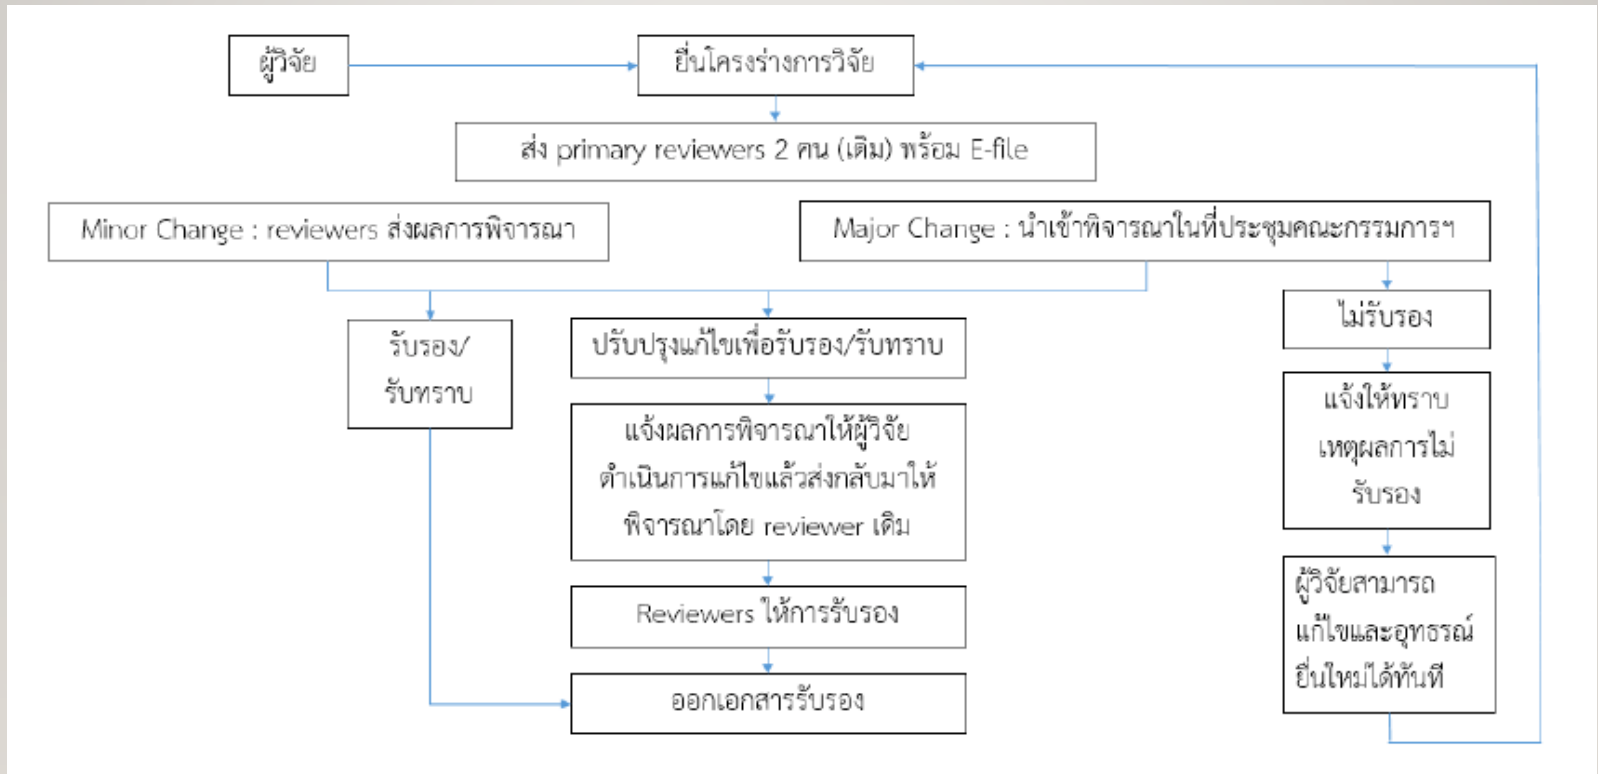 ผู้วิจัย
ยื่นโครงร่างการวิจัย
ส่ง primary reviewers 2 คน (เดิม) พร้อม E-file
Minor Change : reviewers ส่งผลการพิจารณา
Major Change : นำเข้าพิจารณาในที่ประชุมคณะกรรมการฯ
รับรอง/
รับทราบ
ปรับปรุงแก้ไขเพื่อรับรอง/รับทราบ
แจ้งผลการพิจารณาให้ผู้วิจัย
ดำเนินการแก้ไขแล้วส่งกลับมาให้
พิจารณาโดย reviewer เดิม
Reviewers ให้การรับรอง
ออกเอกสารรับรอง
ไม่รับรอง
แจ้งให้ทราบ
เหตุผลการไม่
รับรอง
ผู้วิจัยสามารถ
แก้ไขและอุทธรณ์
ยื่นใหม่ได้ทันที